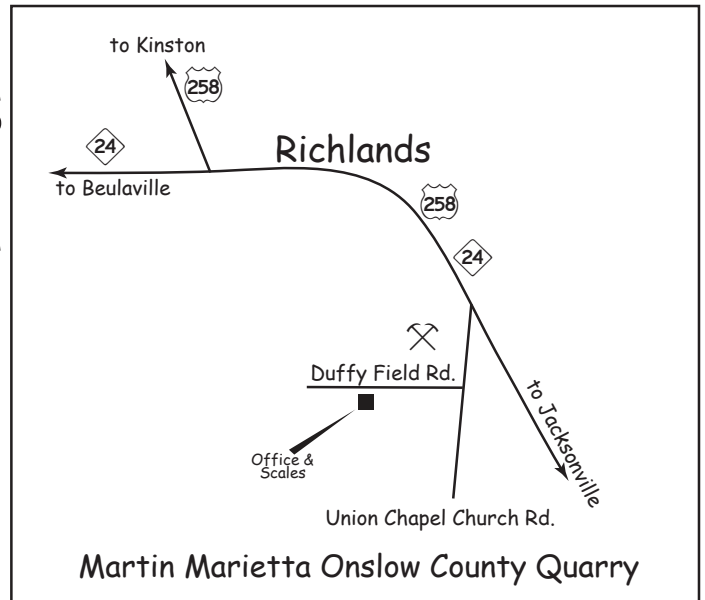 to Kinston
258
24
Richlands
to Beulaville
258
24
Duffy Field Rd.
to Jacksonville
Office &
Scales
Union Chapel Church Rd.
Martin Marietta Onslow County Quarry